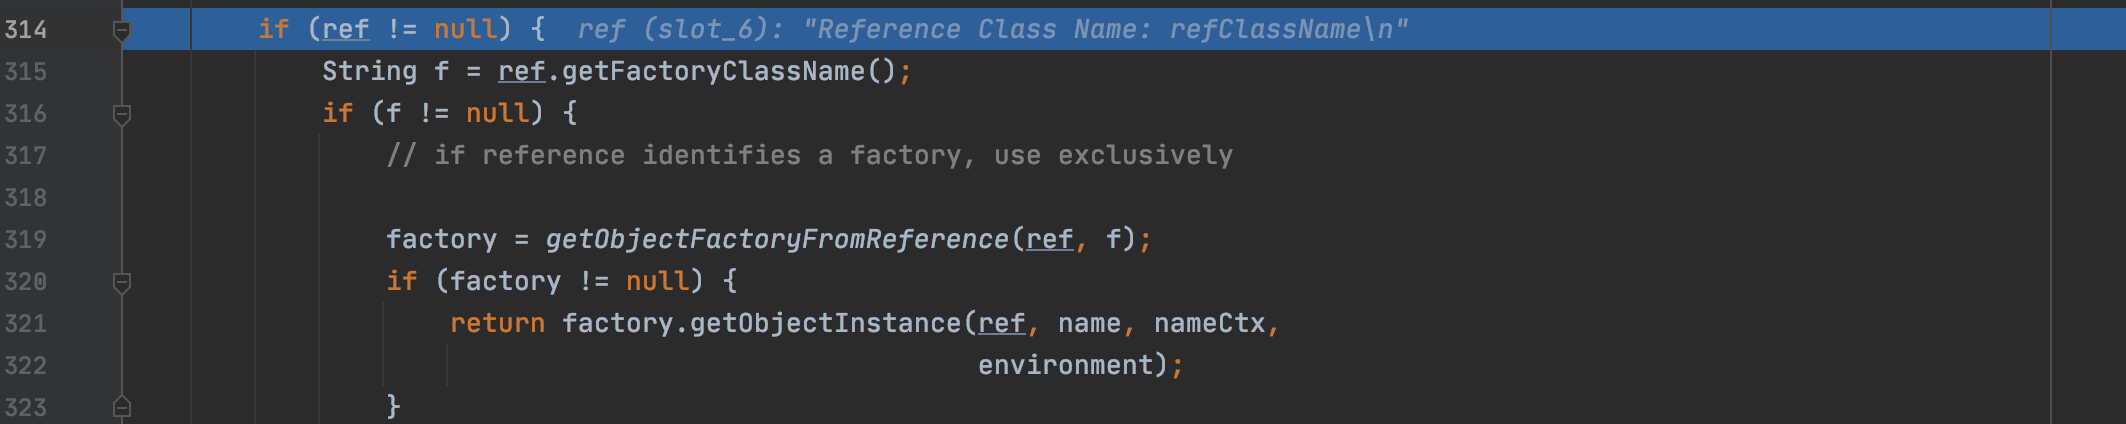 314 if (ref != null) { ref (slot_6): "Reference Class Name: refClassName\n"
315 String f = ref.getFactoryClassName();
316 if (f != null) {
317 // if reference identifies a factory, use exclusively
318
319 factory = getObjectFactoryFromReference(ref, f);
320 if (factory != null) {
321 return factory.getObjectInstance(ref, name, nameCtx,
322 environment);
323 }